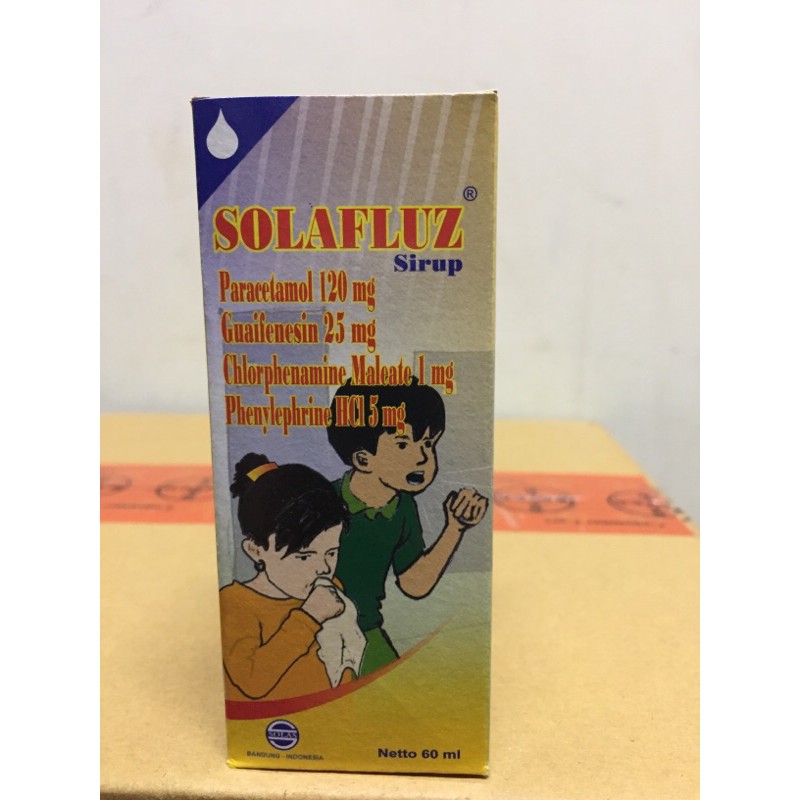 SOLAFLUZ®
Sirup
Paracetamol 120 mg
Guaifenesin 25 mg
Chlorphenamine Maleate 1 mg
Phenylephrine HCl 5 mg
SOLAS
BANDUNG - INDONESIA
Netto 60 ml